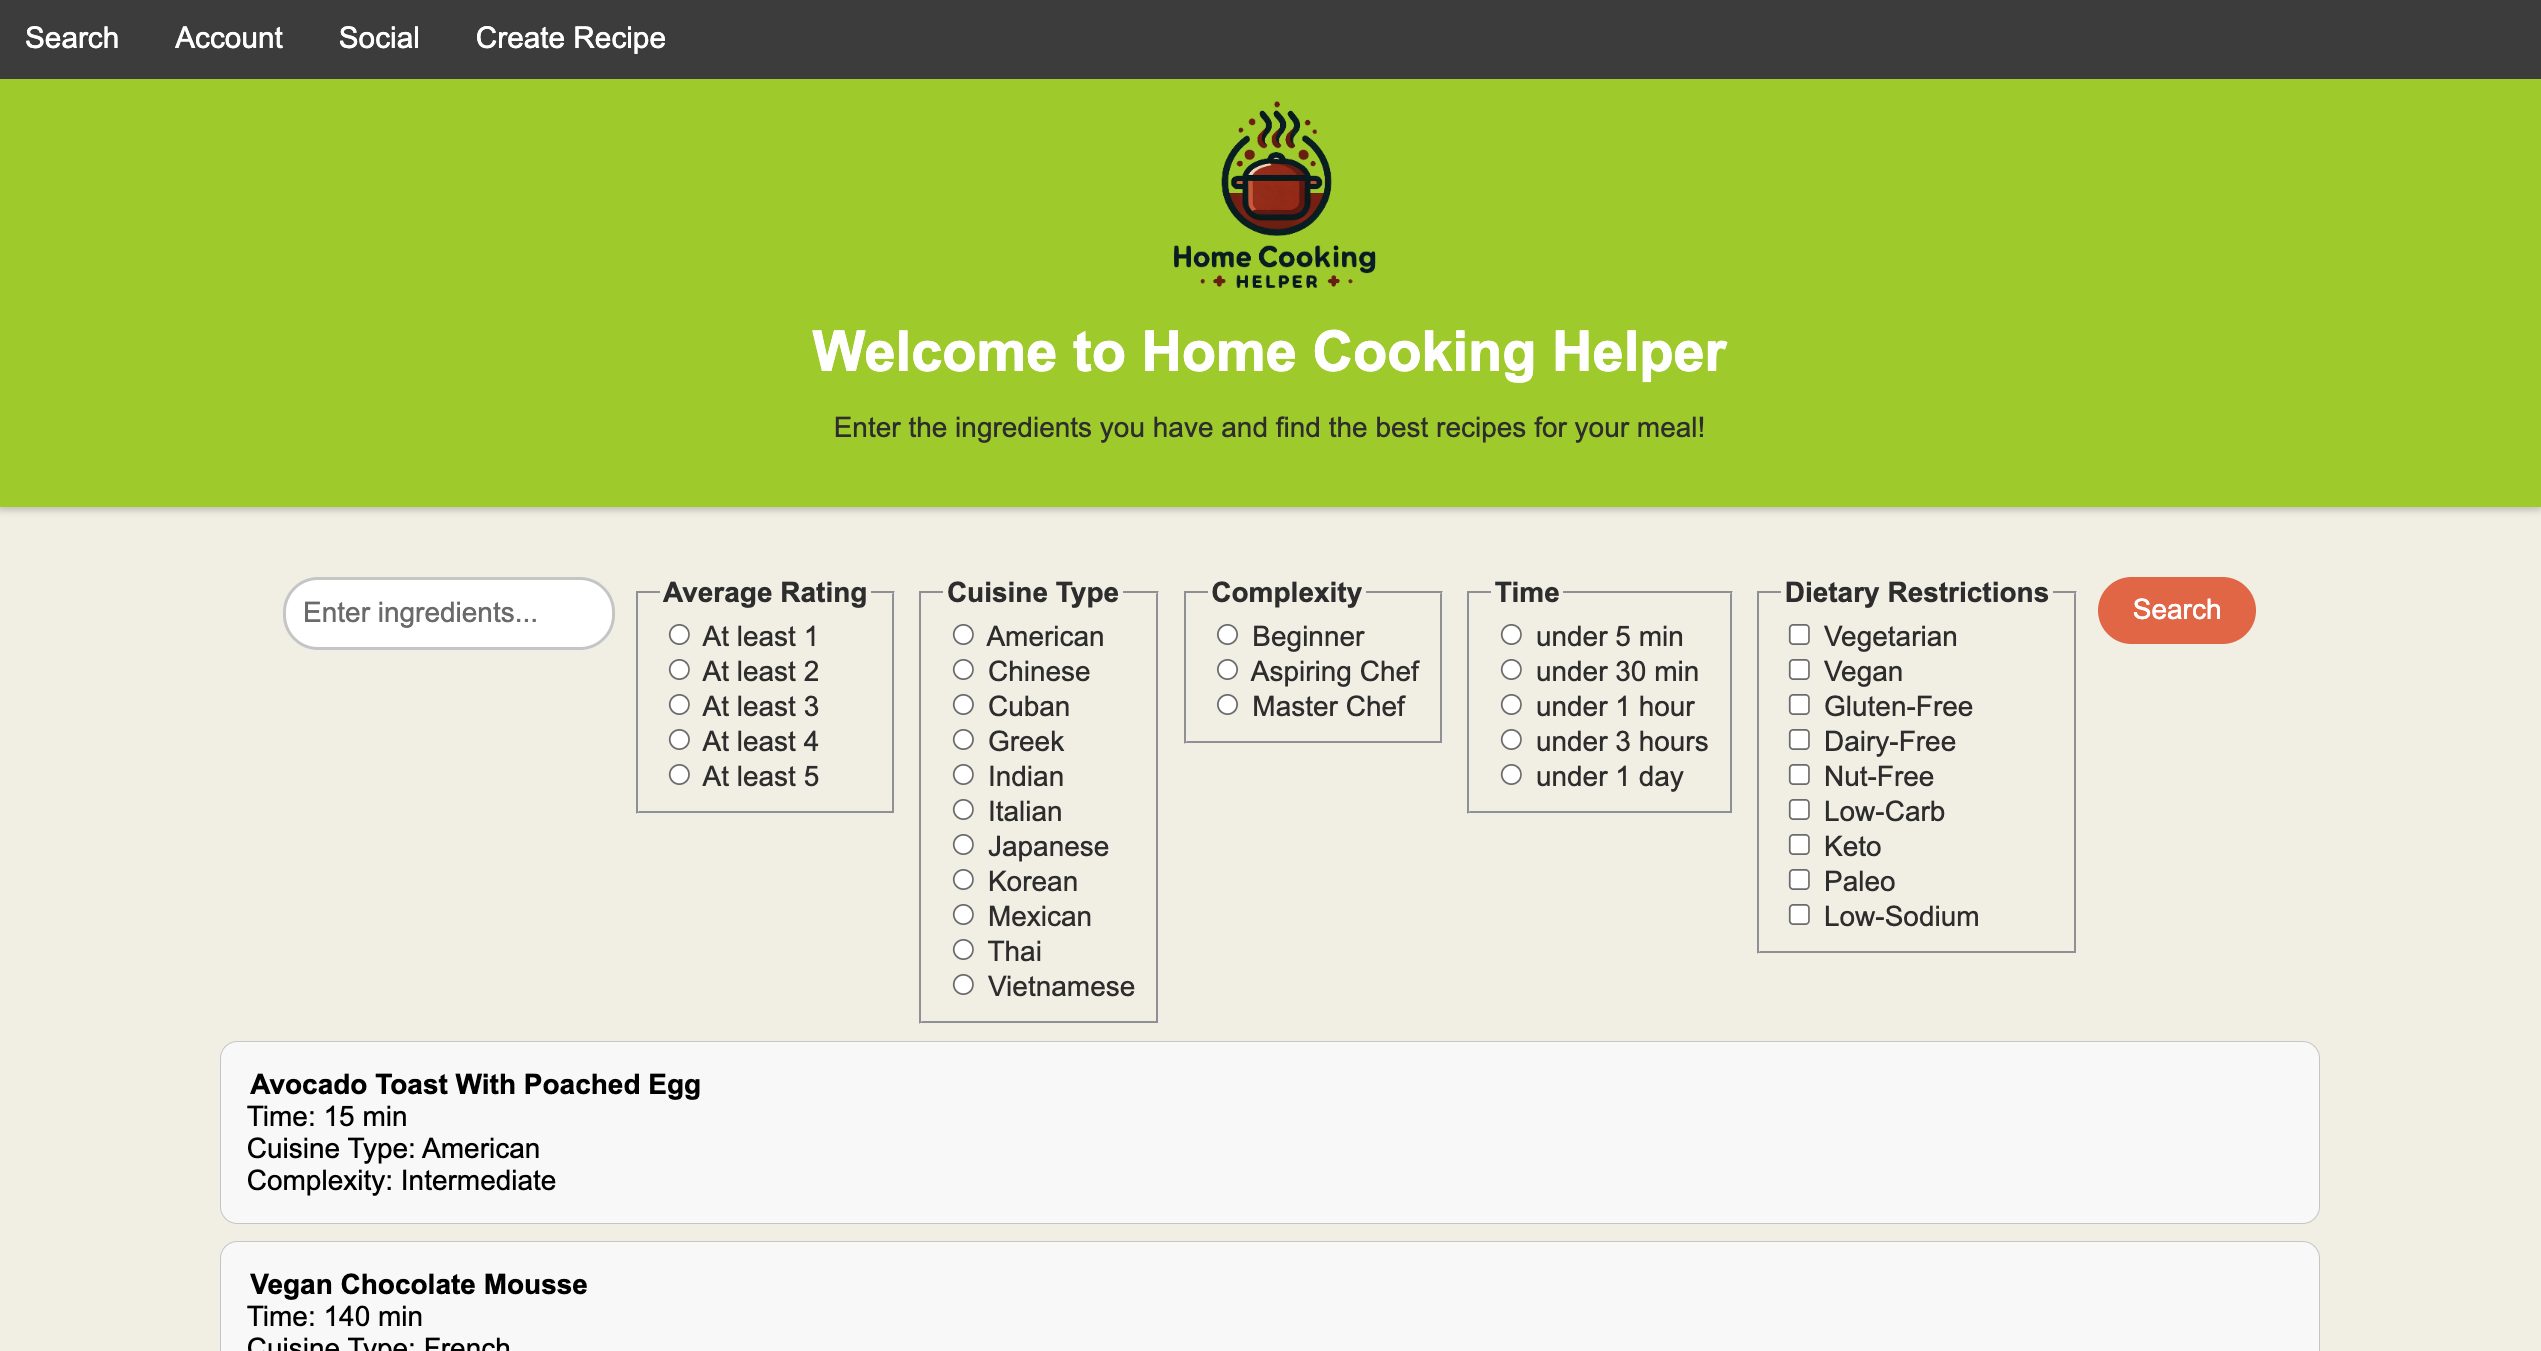 Search Account Social Create Recipe
Home Cooking
HELPER
Welcome to Home Cooking Helper
Enter the ingredients you have and find the best recipes for your meal!
Enter ingredients...
Average Rating
At least 1
At least 2
At least 3
At least 4
At least 5
Cuisine Type
American
Chinese
Cuban
Greek
Indian
Italian
Japanese
Korean
Mexican
Thai
Vietnamese
Complexity
Beginner
Aspiring Chef
Master Chef
Time
under 5 min
under 30 min
under 1 hour
under 3 hours
under 1 day
Dietary Restrictions
Vegetarian
Vegan
Gluten-Free
Dairy-Free
Nut-Free
Low-Carb
Keto
Paleo
Low-Sodium
Search
Avocado Toast With Poached Egg
Time: 15 min
Cuisine Type: American
Complexity: Intermediate
Vegan Chocolate Mousse
Time: 140 min
Cuisine Type: French